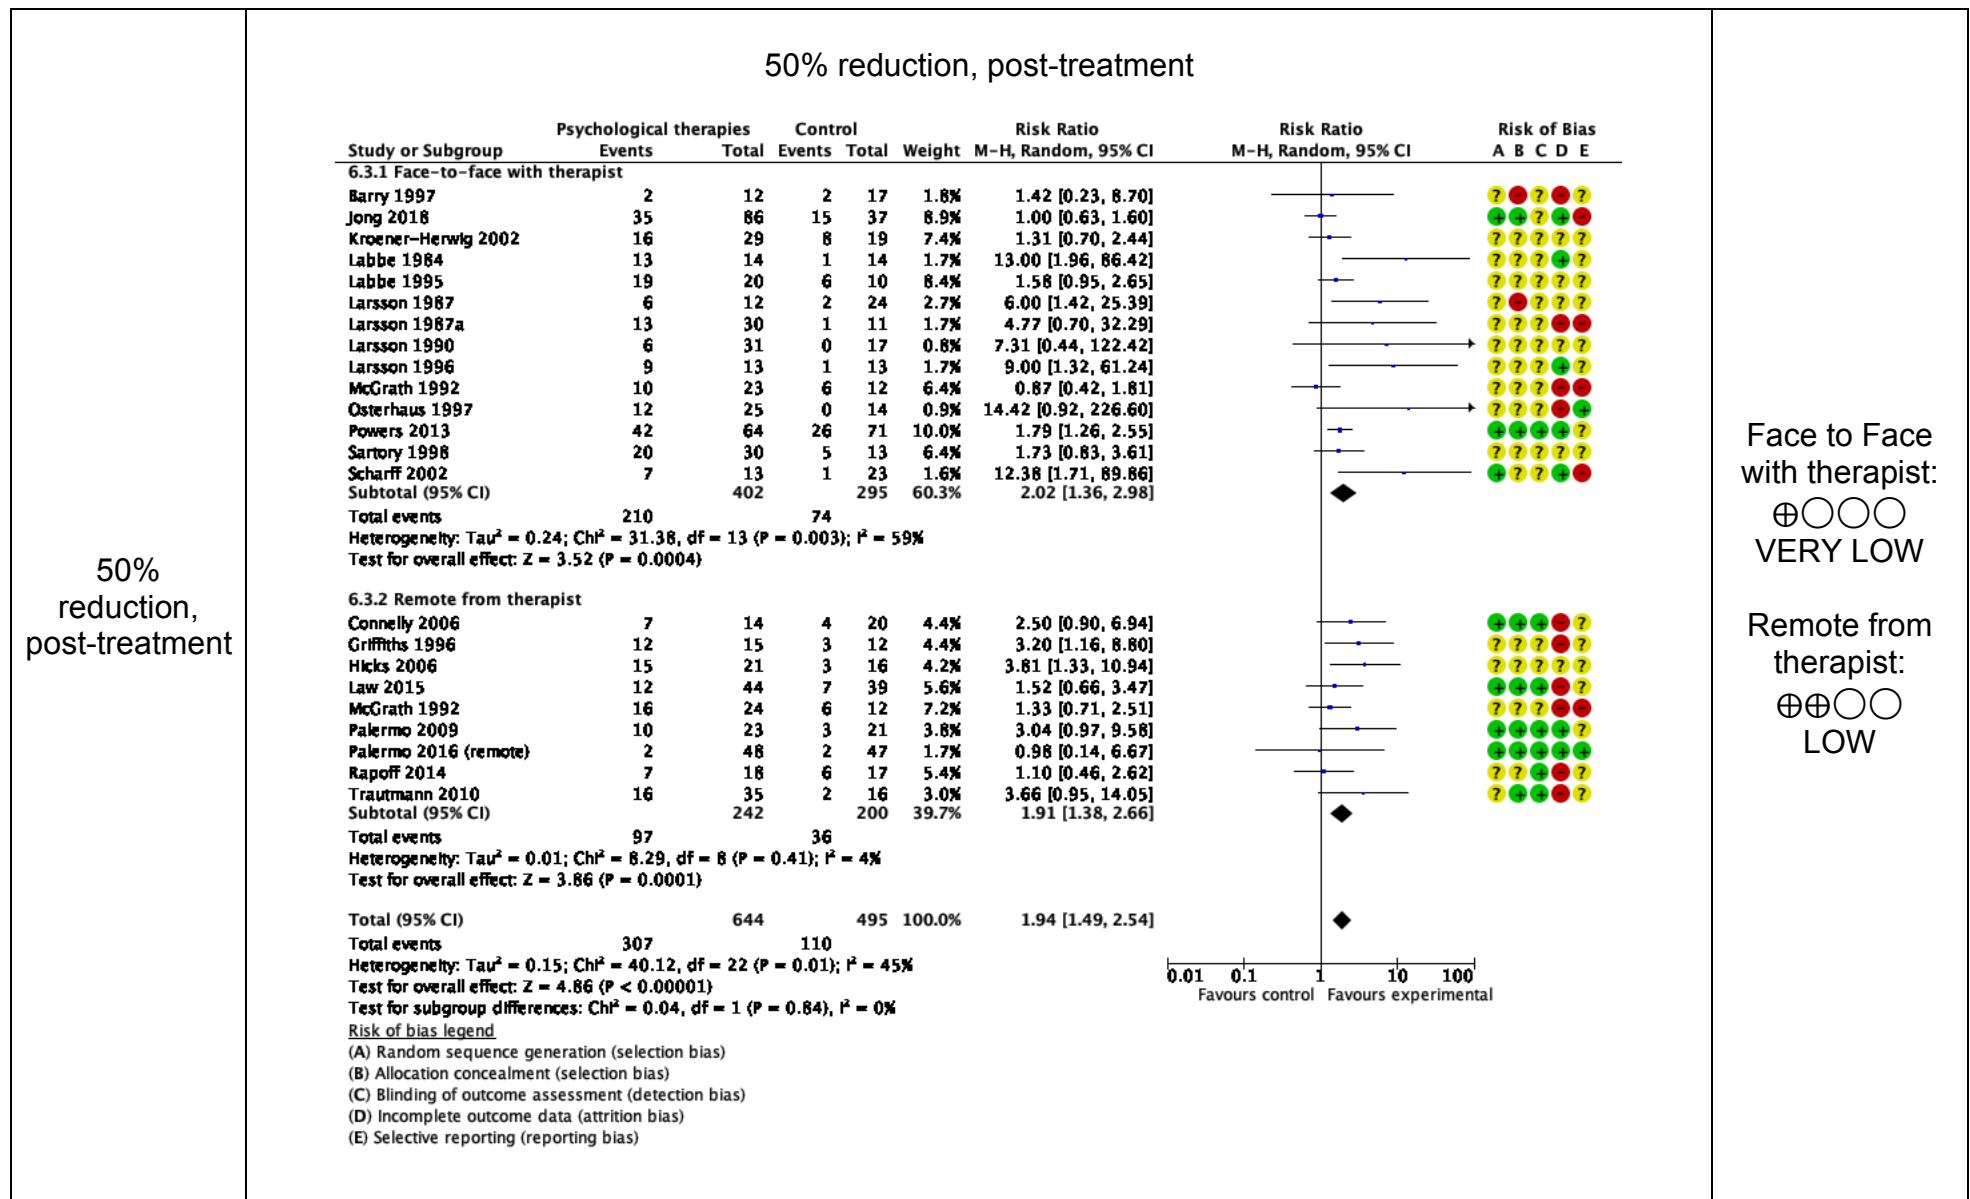 50% reduction, post-treatment
Psychological therapies Control Risk Ratio Risk Ratio Risk of Bias
Study or Subgroup Events Total Events Total Weight M-H, Random, 95% CI M-H, Random, 95% CI A B C D E
6.3.1 Face-to-face with therapist
Barry 1997 2 12 2 17 1.8% 1.42 [0.23, 8.70] ? - ? - ?
Jong 2018 35 86 15 37 8.9% 1.00 [0.63, 1.60] + + ? + -
Kroener-Herwig 2002 16 29 8 19 7.4% 1.31 [0.70, 2.44] ? ? ? ? ?
Labbe 1984 13 14 1 14 1.7% 13.00 [1.96, 86.42] ? ? ? + ?
Labbe 1995 19 20 6 10 8.4% 1.58 [0.95, 2.65] ? ? ? ? ?
Larsson 1987 6 12 2 24 2.7% 6.00 [1.42, 25.39] ? - ? ? ?
Larsson 1987a 13 30 1 11 1.7% 4.77 [0.70, 32.29] ? ? ? - -
Larsson 1990 6 31 0 17 0.8% 7.31 [0.44, 122.42] ? ? ? ? ?
Larsson 1996 9 13 1 13 1.7% 9.00 [1.32, 61.24] ? ? ? + ?
McGrath 1992 10 23 6 12 6.4% 0.87 [0.42, 1.81] ? ? ? - -
Osterhaus 1997 12 25 0 14 0.9% 14.42 [0.92, 226.60] ? ? ? - +
Powers 2013 42 64 26 71 10.0% 1.79 [1.26, 2.55] + + + + ?
Sartory 1998 20 30 5 13 6.4% 1.73 [0.83, 3.61] ? ? ? ? ?
Scharff 2002 7 13 1 23 1.6% 12.38 [1.71, 89.86] + ? ? + -
Subtotal (95% CI) 402 295 60.3% 2.02 [1.36, 2.98]
Total events 210 74
Heterogeneity: Tau² = 0.24; Chi² = 31.38, df = 13 (P = 0.003); I² = 59%
Test for overall effect: Z = 3.52 (P = 0.0004)
6.3.2 Remote from therapist
Connelly 2006 7 14 4 20 4.4% 2.50 [0.90, 6.94] + + + - ?
Griffiths 1996 12 15 3 12 4.4% 3.20 [1.16, 8.80] ? ? ? - ?
Hicks 2006 15 21 3 16 4.2% 3.81 [1.33, 10.94] ? ? ? ? ?
Law 2015 12 44 7 39 5.6% 1.52 [0.66, 3.47] + + + - ?
McGrath 1992 16 24 6 12 7.2% 1.33 [0.71, 2.51] ? ? ? - -
Palermo 2009 10 23 3 21 3.8% 3.04 [0.97, 9.58] + + + + ?
Palermo 2016 (remote) 2 48 2 47 1.7% 0.98 [0.14, 6.67] + + + + +
Rapoff 2014 7 18 6 17 5.4% 1.10 [0.46, 2.62] ? ? + - ?
Trautmann 2010 16 35 2 16 3.0% 3.66 [0.95, 14.05] ? + + - ?
Subtotal (95% CI) 242 200 39.7% 1.91 [1.38, 2.66]
Total events 97 36
Heterogeneity: Tau² = 0.01; Chi² = 8.29, df = 8 (P = 0.41); I² = 4%
Test for overall effect: Z = 3.86 (P = 0.0001)
Total (95% CI) 644 495 100.0% 1.94 [1.49, 2.54]
Total events 307 110
Heterogeneity: Tau² = 0.15; Chi² = 40.12, df = 22 (P = 0.01); I² = 45%
Test for overall effect: Z = 4.86 (P < 0.00001)
Test for subgroup differences: Chi² = 0.04, df = 1 (P = 0.84), I² = 0%
0.01 0.1 1 10 100
Favours control Favours experimental
Risk of bias legend
(A) Random sequence generation (selection bias)
(B) Allocation concealment (selection bias)
(C) Blinding of outcome assessment (detection bias)
(D) Incomplete outcome data (attrition bias)
(E) Selective reporting (reporting bias)
50%
reduction,
post-treatment
Face to Face
with therapist:
⊕◯◯◯
VERY LOW
Remote from
therapist:
⊕⊕◯◯
LOW